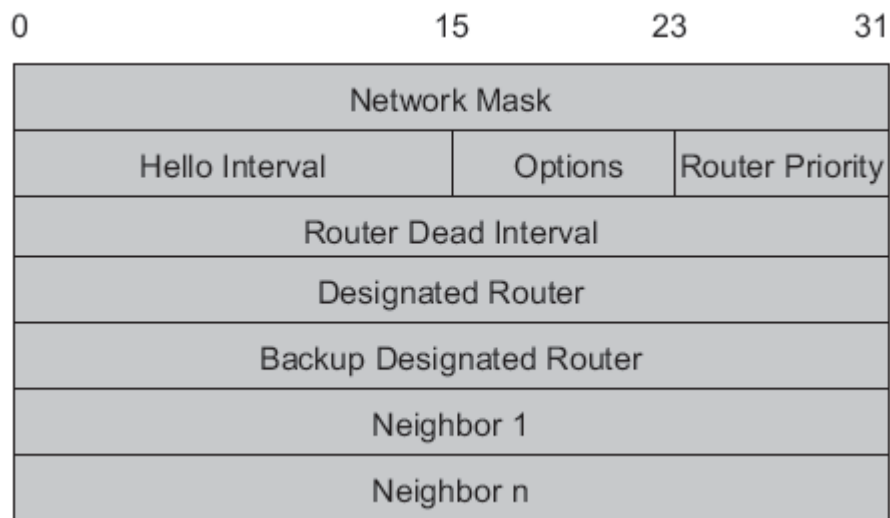 0 15 23 31
Network Mask
Hello Interval Options Router Priority
Router Dead Interval
Designated Router
Backup Designated Router
Neighbor 1
Neighbor n